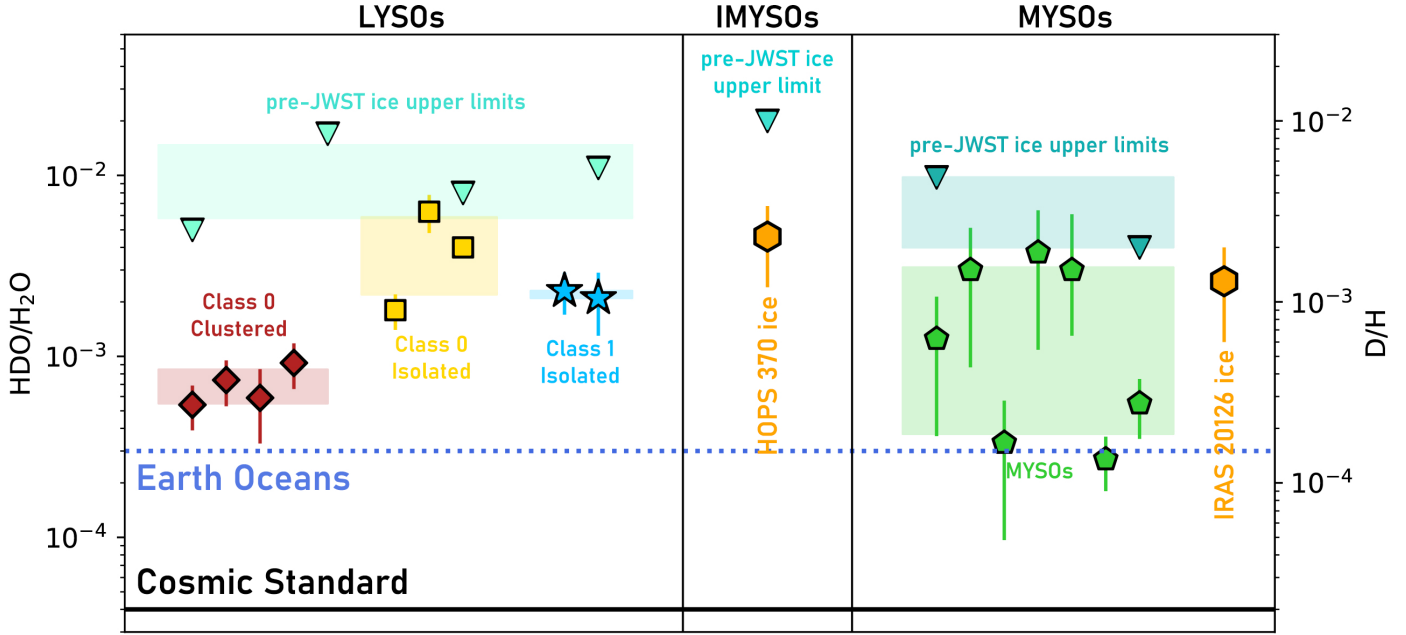 LYSOs
IMYSOs
MYSOs
pre-JWST ice upper limits
pre-JWST ice
upper limit
pre-JWST ice upper limits
Class 0
Clustered
Class 0
Isolated
Class 1
Isolated
HOPS 370 ice
MYSOs
IRAS 20126 ice
Earth Oceans
Cosmic Standard
HDO/H₂O
10⁻²
10⁻³
10⁻⁴
D/H
10⁻²
10⁻³
10⁻⁴